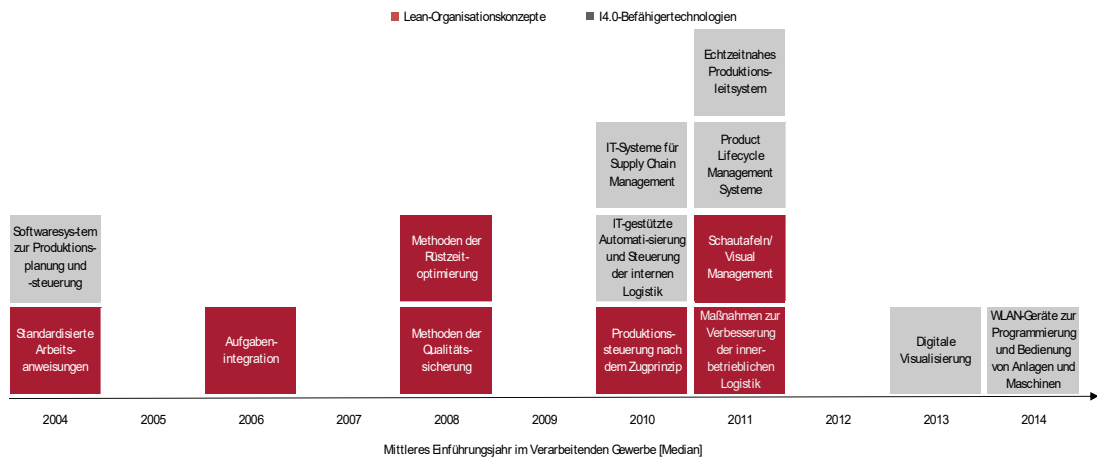 Lean-Organisationskonzepte
I4.0-Befähigertechnologien
Echtzeitnahes
Produktions-
leitsystem
IT-Systeme für
Supply Chain
Management
Product
Lifecycle
Management
Systeme
Softwaresys-tem
zur Produktions-
planung und
-steuerung
Methoden der
Rüstzeit-
optimierung
IT-gestützte
Automati-sierung
und Steuerung
der internen
Logistik
Schautafeln/
Visual
Management
Standardisierte
Arbeits-
anweisungen
Aufgaben-
integration
Methoden der
Qualitäts-
sicherung
Produktions-
steuerung nach
dem Zugprinzip
Maßnahmen zur
Verbesserung
der inner-
betrieblichen
Logistik
Digitale
Visualisierung
WLAN-Geräte zur
Programmierung
und Bedienung
von Anlagen und
Maschinen
2004 2005 2006 2007 2008 2009 2010 2011 2012 2013 2014
Mittleres Einführungsjahr im Verarbeitenden Gewerbe [Median]